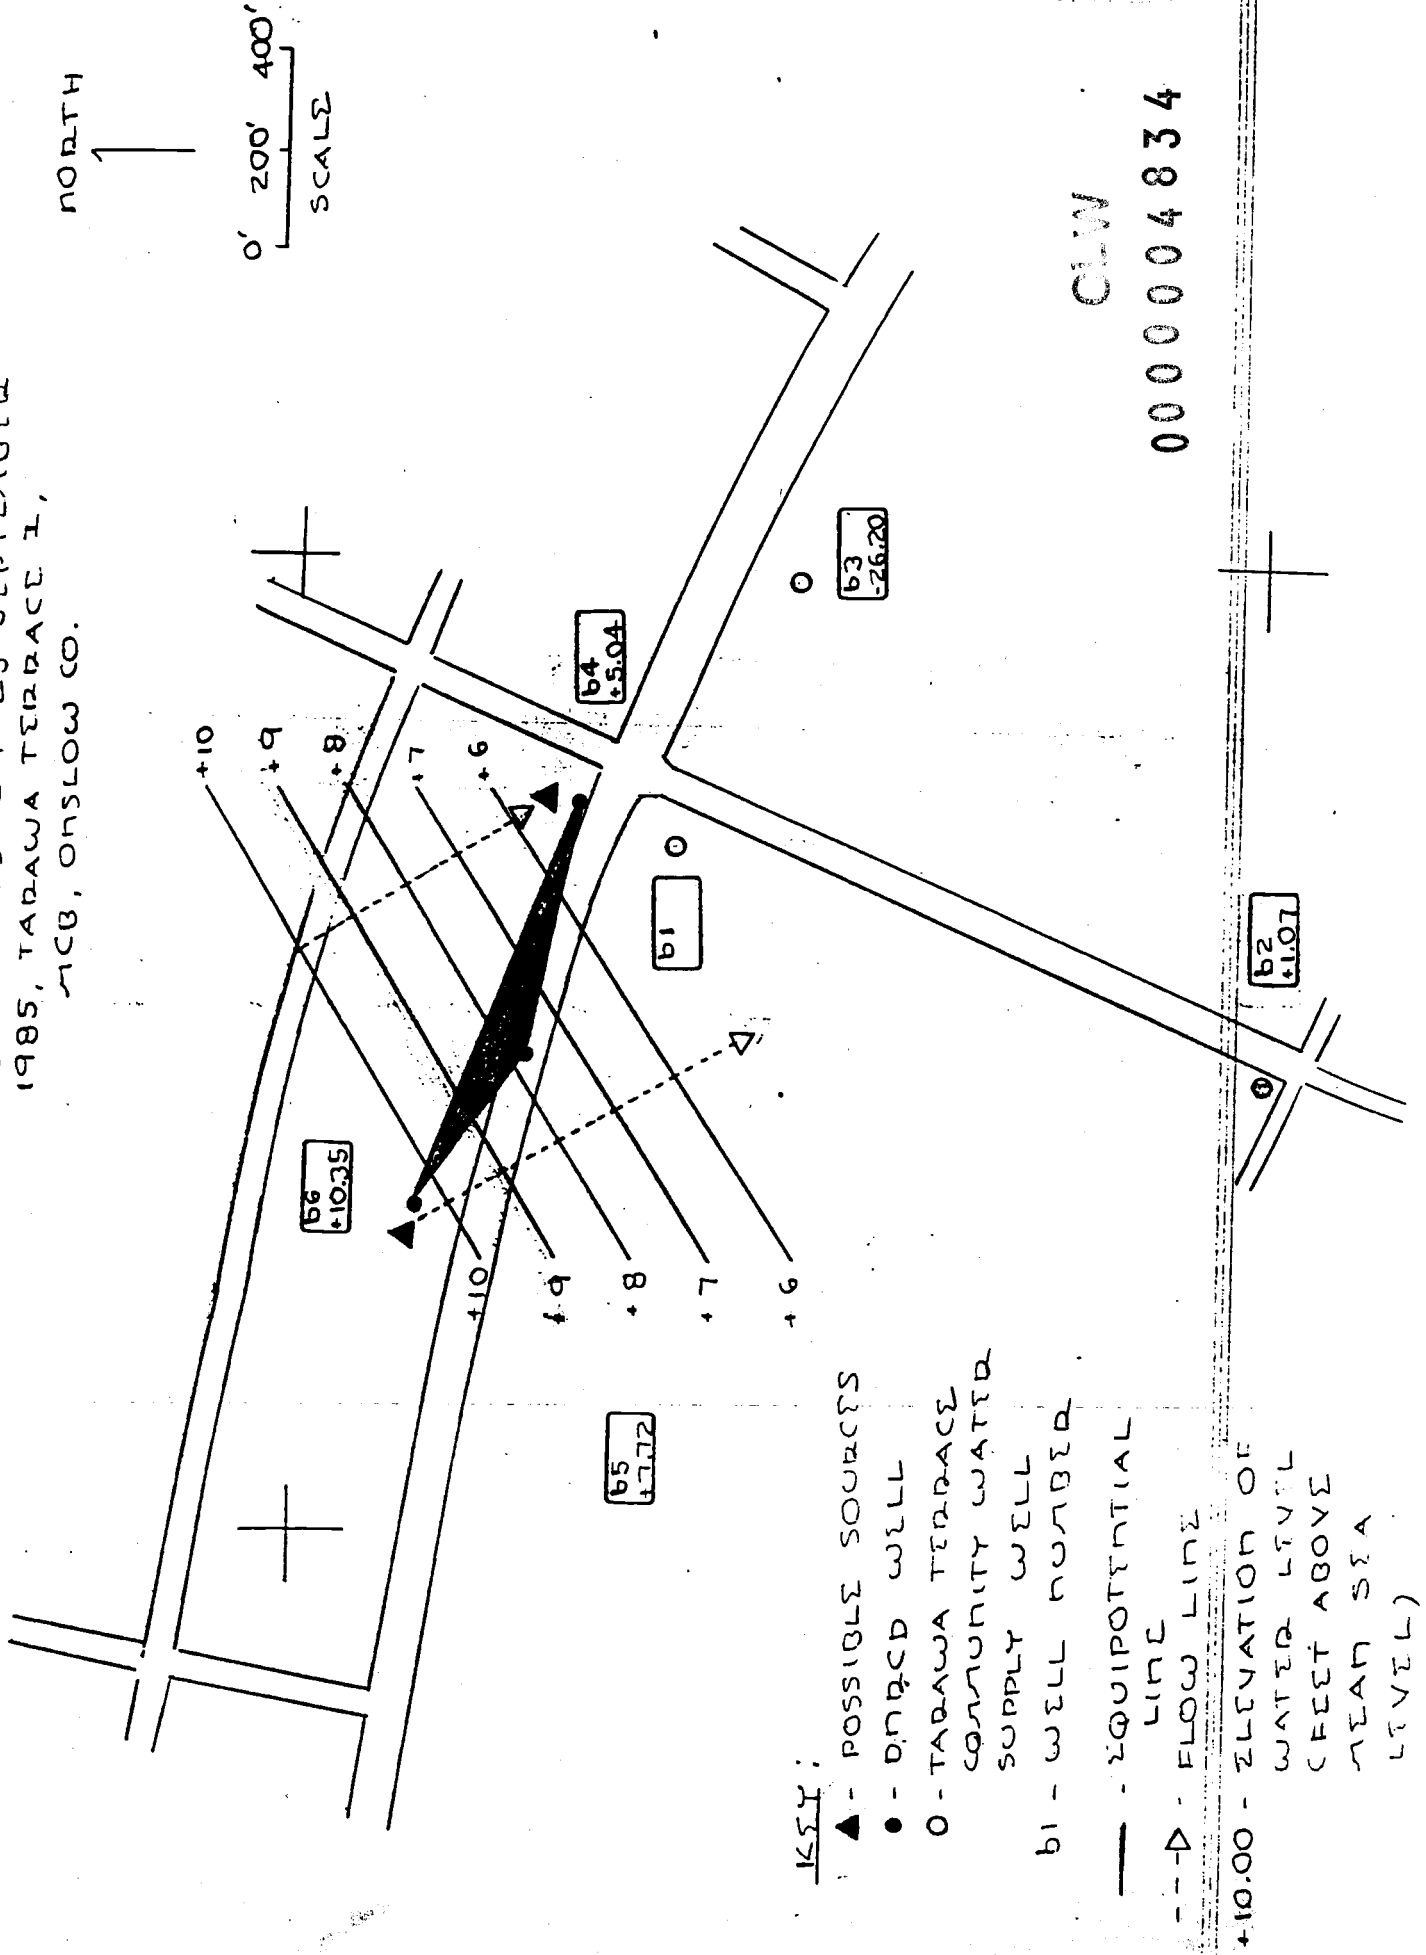 1985, TARAWA TERRACE I,
MCB, ONSLOW CO.
NORTH
0' 200' 400'
SCALE
+10
+9
+8
+7
+6
b6
+10.35
b4
+5.04
b3
-26.20
b1
b5
+7.72
b2
+1.07
+10
+9
+8
+7
+6
KEY:
▲ - POSSIBLE SOURCES
● - DNRCD WELL
O - TARAWA TERRACE
COMMUNITY WATER
SUPPLY WELL
b1 - WELL NUMBER
— - EQUIPOTENTIAL
LINE
---▷ - FLOW LINE
+10.00 - ELEVATION OF
WATER LEVEL
(FEET ABOVE
MEAN SEA
LEVEL)
CLW
0000004834